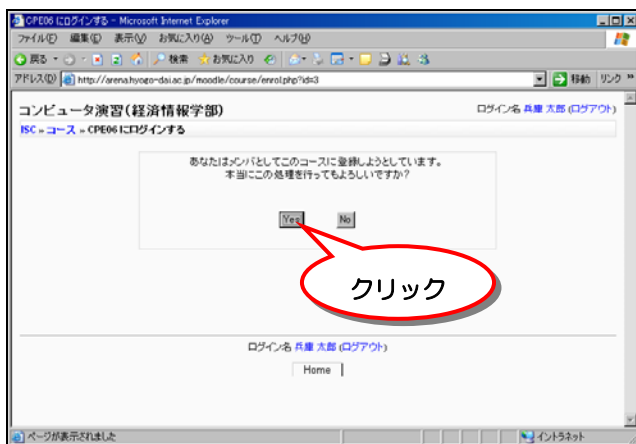 CPE06 にログインする - Microsoft Internet Explorer
ファイル(F) 編集(E) 表示(V) お気に入り(A) ツール(T) ヘルプ(H)
戻る 検索 お気に入り
アドレス(D) http://arena.hyogo-dai.ac.jp/moodle/course/enrol.php?id=3 移動 リンク »
コンピュータ演習(経済情報学部) ログイン名 兵庫 太郎 (ログアウト)
ISC » コース » CPE06 にログインする
あなたはメンバとしてこのコースに登録しようとしています。
本当にこの処理を行ってもよろしいですか?
Yes No
クリック
ログイン名 兵庫 太郎 (ログアウト)
Home
ページが表示されました イントラネット